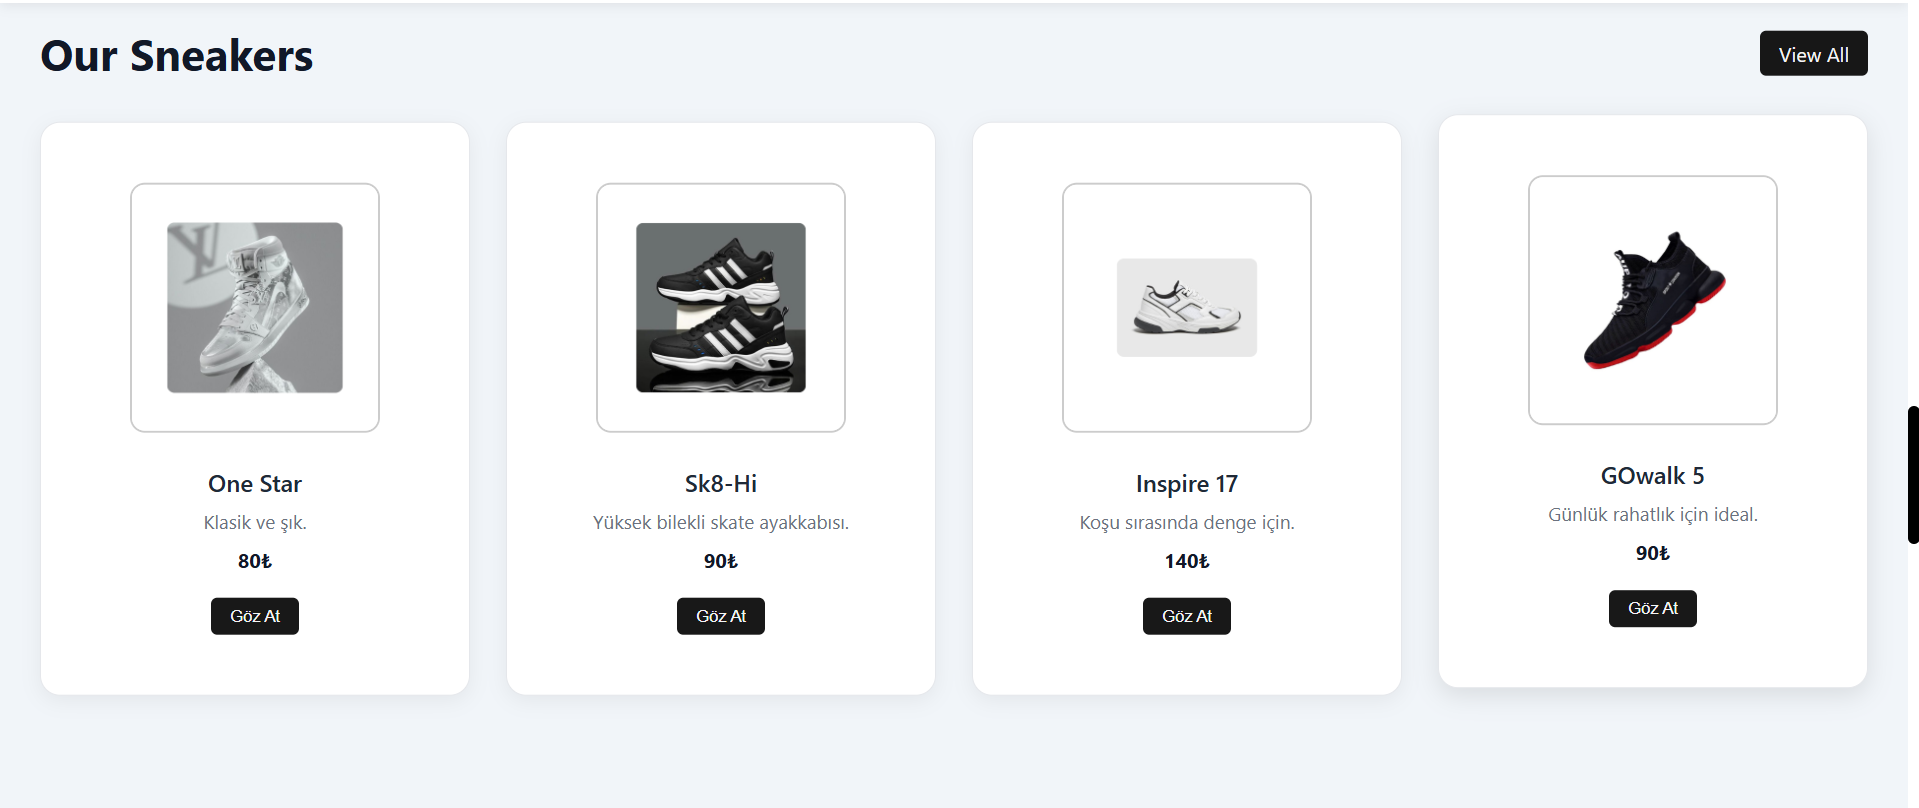 Our Sneakers
View All
LV
One Star
Klasik ve şık.
80₺
Göz At
Sk8-Hi
Yüksek bilekli skate ayakkabısı.
90₺
Göz At
Inspire 17
Koşu sırasında denge için.
140₺
Göz At
GOwalk 5
Günlük rahatlık için ideal.
90₺
Göz At